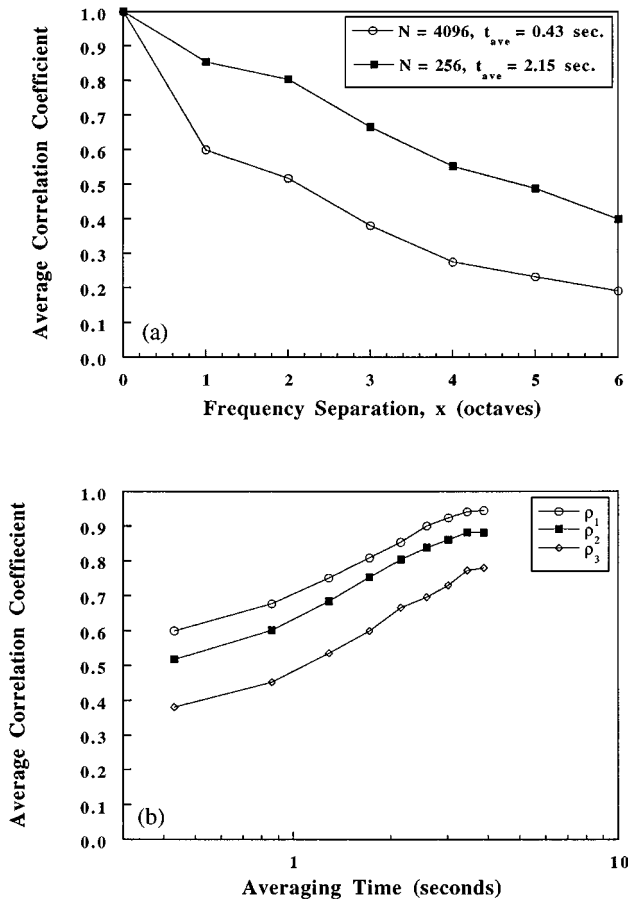 1.0
0.9
0.8
0.7
0.6
0.5
0.4
0.3
0.2
0.1
0.0
Average Correlation Coefficient
N = 4096, t_ave = 0.43 sec.
N = 256, t_ave = 2.15 sec.
(a)
0 1 2 3 4 5 6
Frequency Separation, x (octaves)
1.0
0.9
0.8
0.7
0.6
0.5
0.4
0.3
0.2
0.1
0.0
Average Correlation Coeffiecient
ρ1
ρ2
ρ3
(b)
1 10
Averaging Time (seconds)